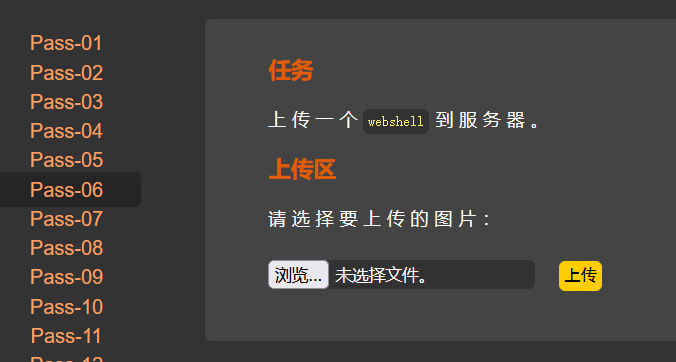 Pass-01
Pass-02
Pass-03
Pass-04
Pass-05
Pass-06
Pass-07
Pass-08
Pass-09
Pass-10
Pass-11
Pass-12
任务
上传一个 webshell 到服务器。
上传区
请选择要上传的图片：
浏览... 未选择文件。 上传